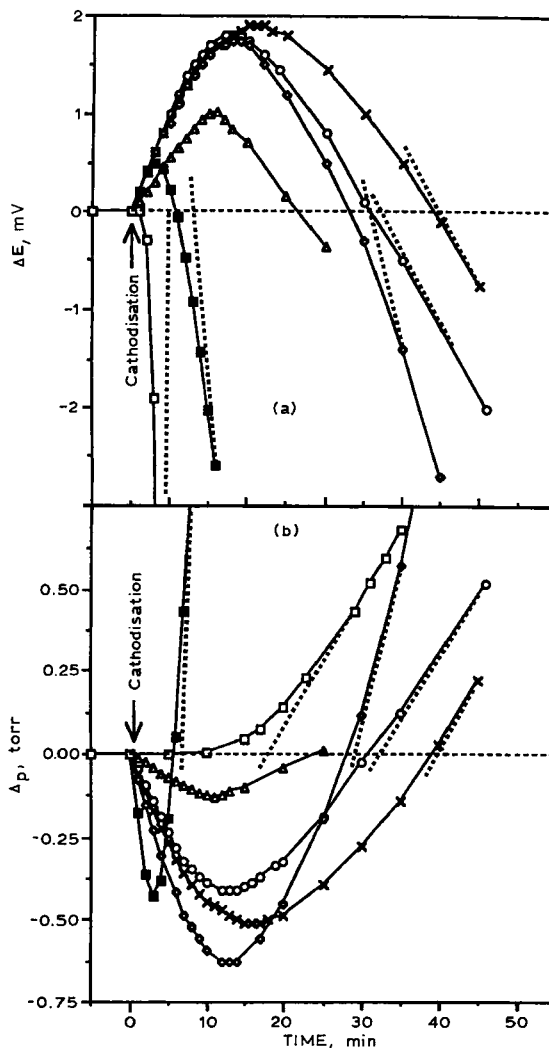 2
1
0
-1
-2
ΔE, mV
Cathodisation
(a)
(b)
0.50
0.25
0.00
-0.25
-0.50
-0.75
Δp, torr
Cathodisation
0
10
20
30
40
50
TIME, min